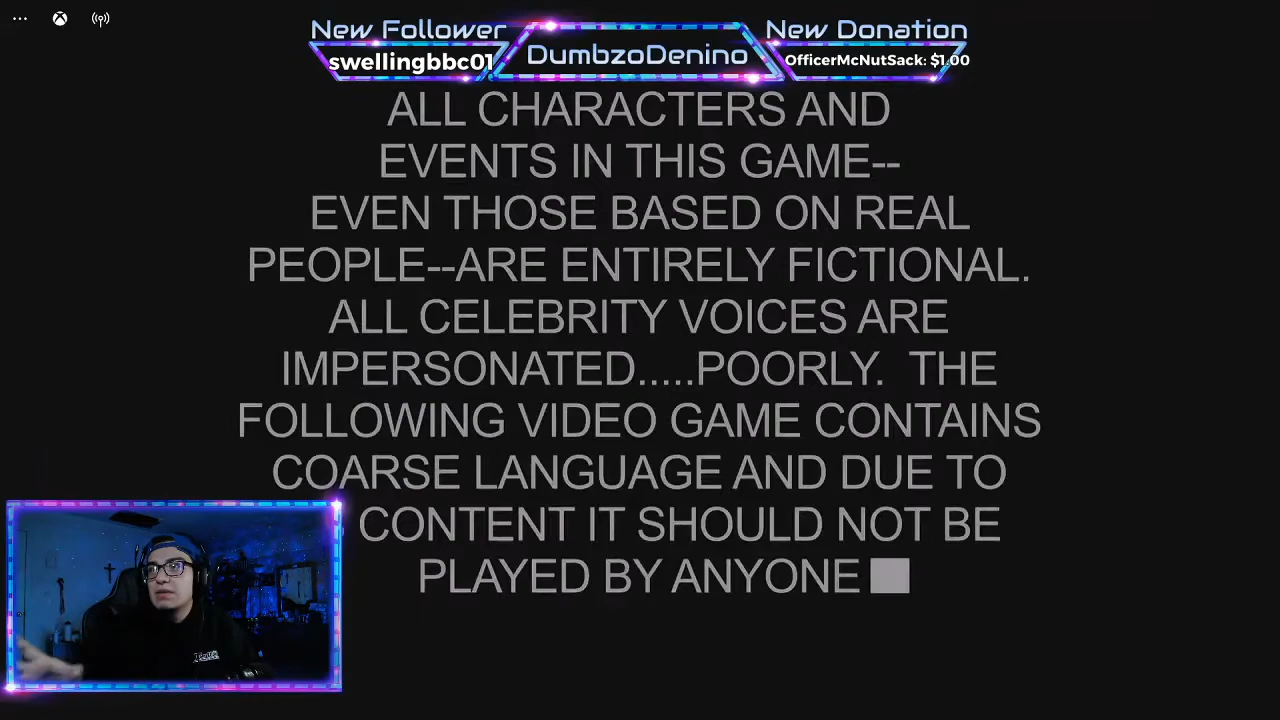 New Follower
swellingbbc01
DumbzoDenino
New Donation
OfficerMcNutSack: $1.00
ALL CHARACTERS AND
EVENTS IN THIS GAME--
EVEN THOSE BASED ON REAL
PEOPLE--ARE ENTIRELY FICTIONAL.
ALL CELEBRITY VOICES ARE
IMPERSONATED.....POORLY. THE
FOLLOWING VIDEO GAME CONTAINS
COARSE LANGUAGE AND DUE TO
CONTENT IT SHOULD NOT BE
PLAYED BY ANYONE